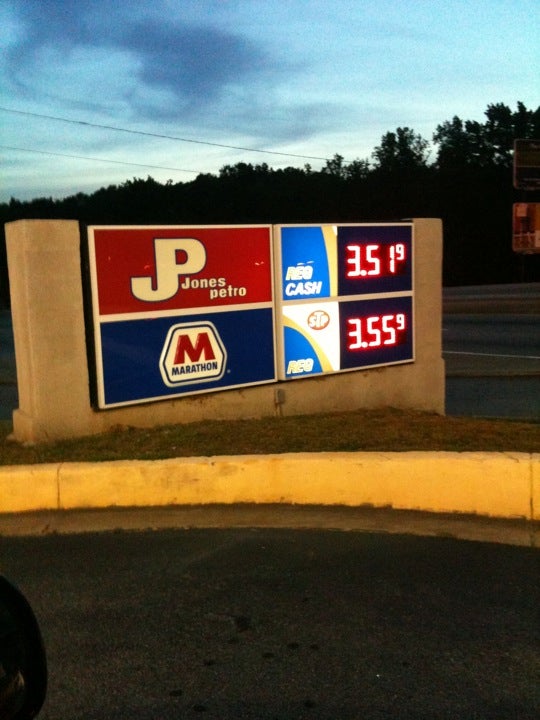 JP Jones
petro
M
MARATHON
REG
CASH
3.51 9
STP
REG
3.55 9